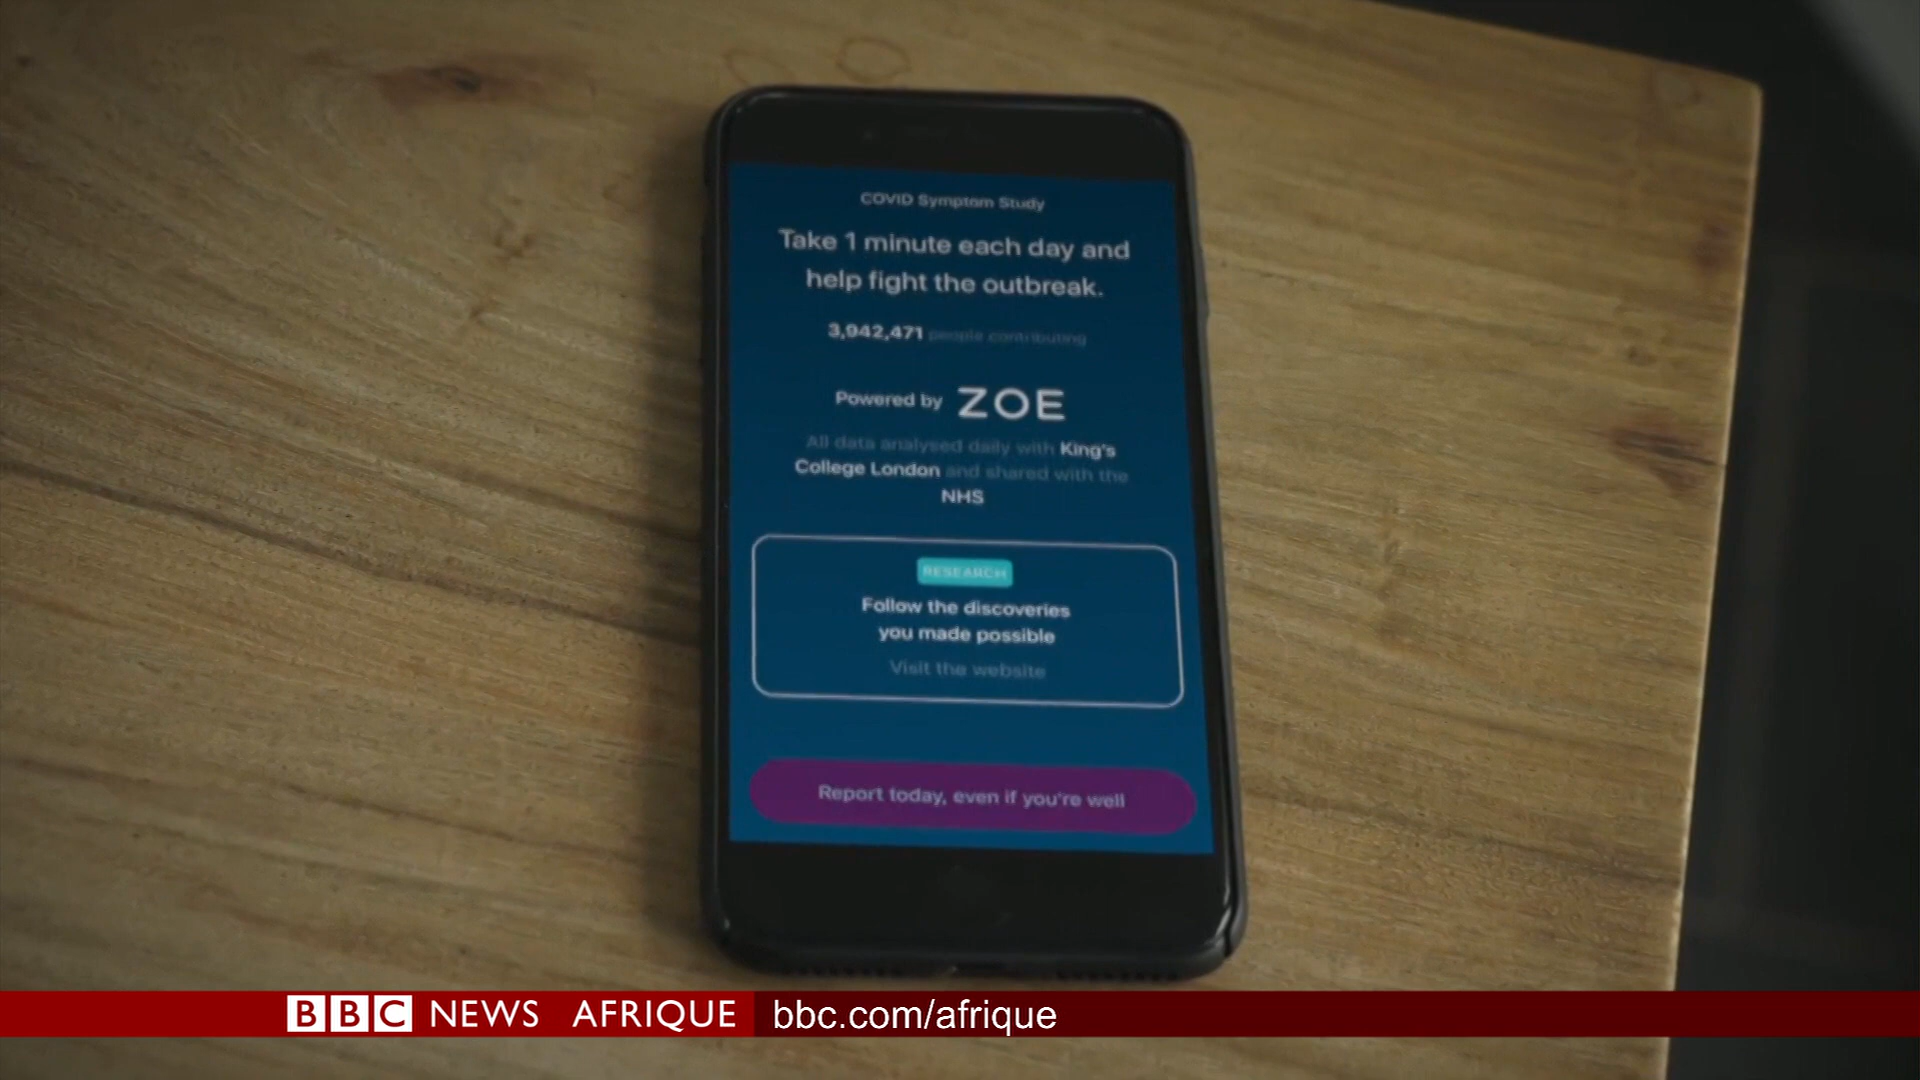 COVID Symptom Study
Take 1 minute each day and
help fight the outbreak.
3,942,471 people contributing
Powered by ZOE
All data analysed daily with King's
College London and shared with the
NHS
RESEARCH
Follow the discoveries
you made possible
Visit the website
Report today, even if you're well
BBC NEWS AFRIQUE bbc.com/afrique